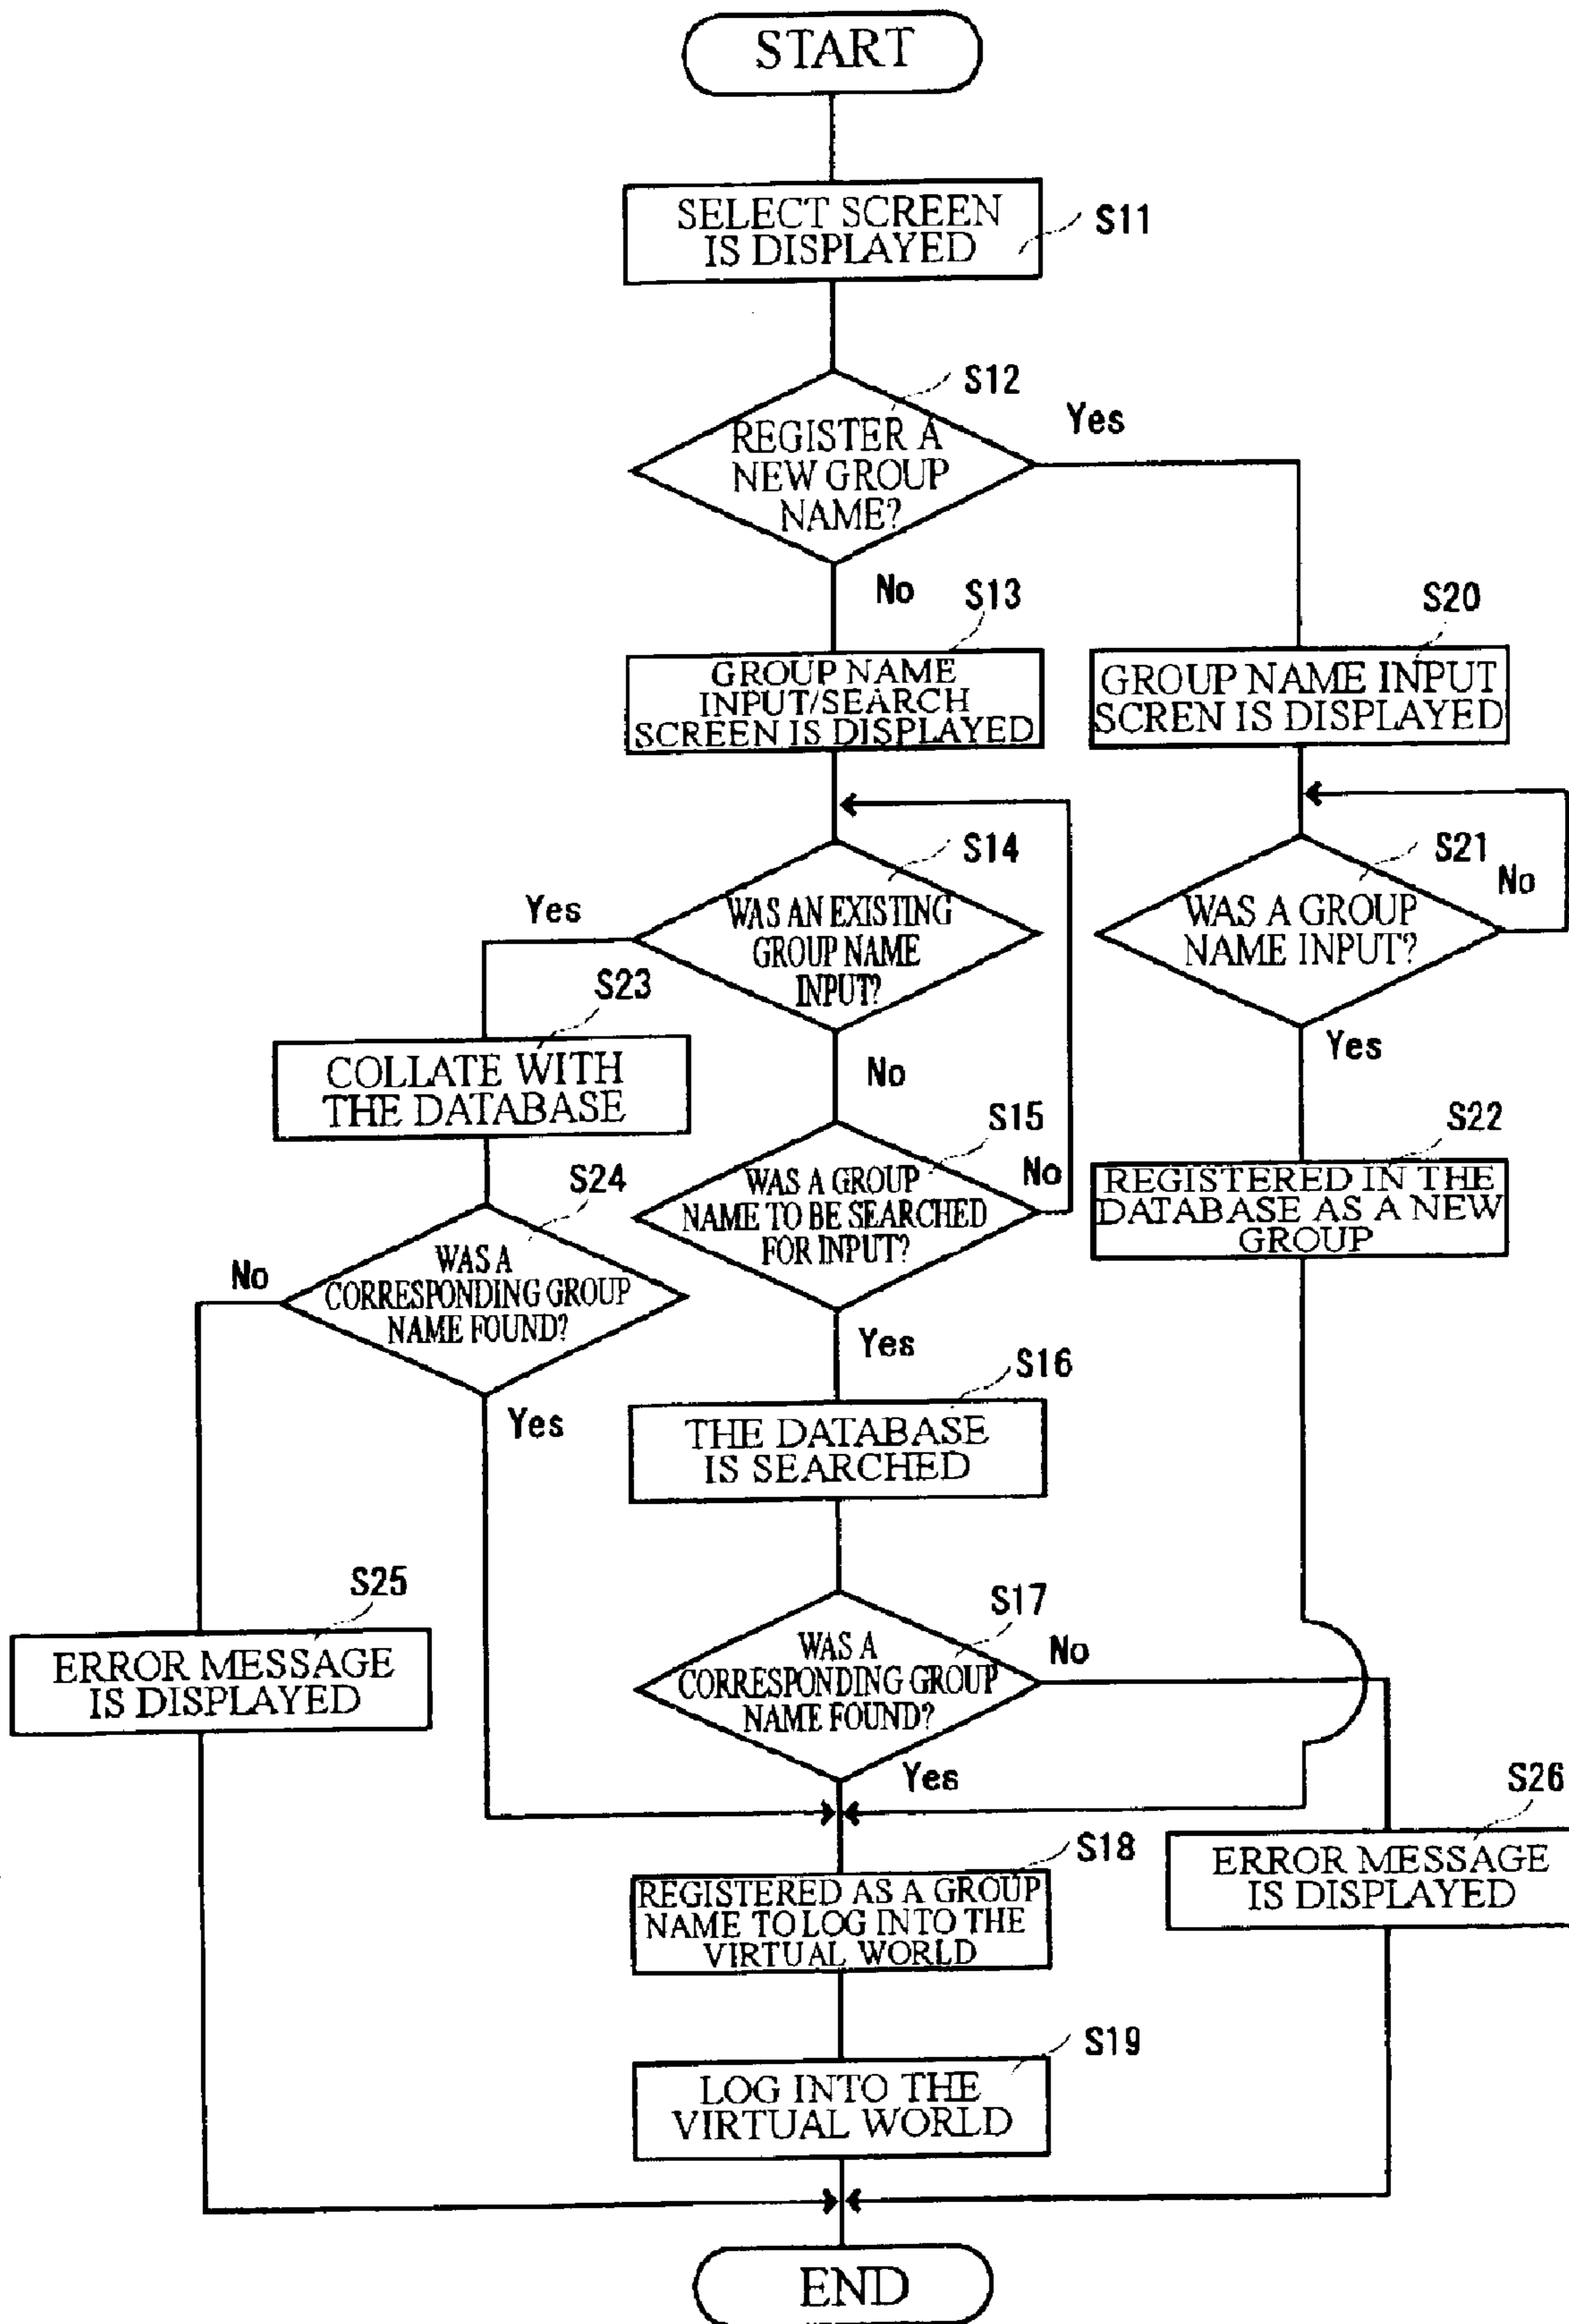 START
SELECT SCREEN
IS DISPLAYED
S11
S12
REGISTER A
NEW GROUP
NAME?
Yes
No
S13
GROUP NAME
INPUT/SEARCH
SCREEN IS DISPLAYED
S20
GROUP NAME INPUT
SCREN IS DISPLAYED
S14
WAS AN EXISTING
GROUP NAME
INPUT?
Yes
No
S21
WAS A GROUP
NAME INPUT?
No
Yes
S23
COLLATE WITH
THE DATABASE
S15
WAS A GROUP
NAME TO BE SEARCHED
FOR INPUT?
No
Yes
S22
REGISTERED IN THE
DATABASE AS A NEW
GROUP
S24
WAS A
CORRESPONDING GROUP
NAME FOUND?
No
Yes
S16
THE DATABASE
IS SEARCHED
S25
ERROR MESSAGE
IS DISPLAYED
S17
WAS A
CORRESPONDING GROUP
NAME FOUND?
No
Yes
S26
ERROR MESSAGE
IS DISPLAYED
S18
REGISTERED AS A GROUP
NAME TO LOG INTO THE
VIRTUAL WORLD
S19
LOG INTO THE
VIRTUAL WORLD
END